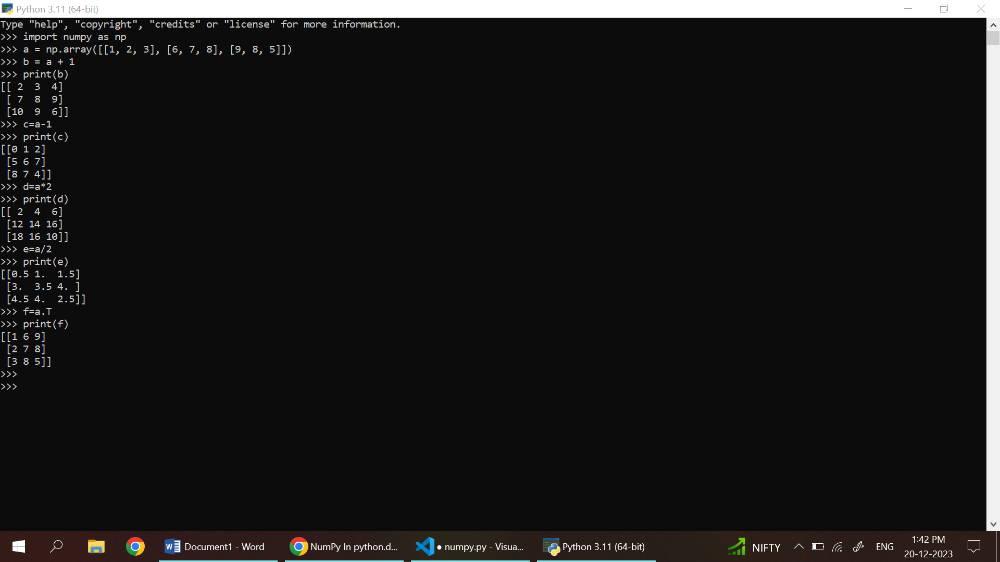 Python 3.11 (64-bit)
Type "help", "copyright", "credits" or "license" for more information.
>>> import numpy as np
>>> a = np.array([[1, 2, 3], [6, 7, 8], [9, 8, 5]])
>>> b = a + 1
>>> print(b)
[[ 2  3  4]
 [ 7  8  9]
 [10  9  6]]
>>> c=a-1
>>> print(c)
[[0 1 2]
 [5 6 7]
 [8 7 4]]
>>> d=a*2
>>> print(d)
[[ 2  4  6]
 [12 14 16]
 [18 16 10]]
>>> e=a/2
>>> print(e)
[[0.5 1.  1.5]
 [3.  3.5 4. ]
 [4.5 4.  2.5]]
>>> f=a.T
>>> print(f)
[[1 6 9]
 [2 7 8]
 [3 8 5]]
>>>
>>>
Document1 - Word
NumPy In python.d...
● numpy.py - Visua...
Python 3.11 (64-bit)
NIFTY
ENG
1:42 PM
20-12-2023